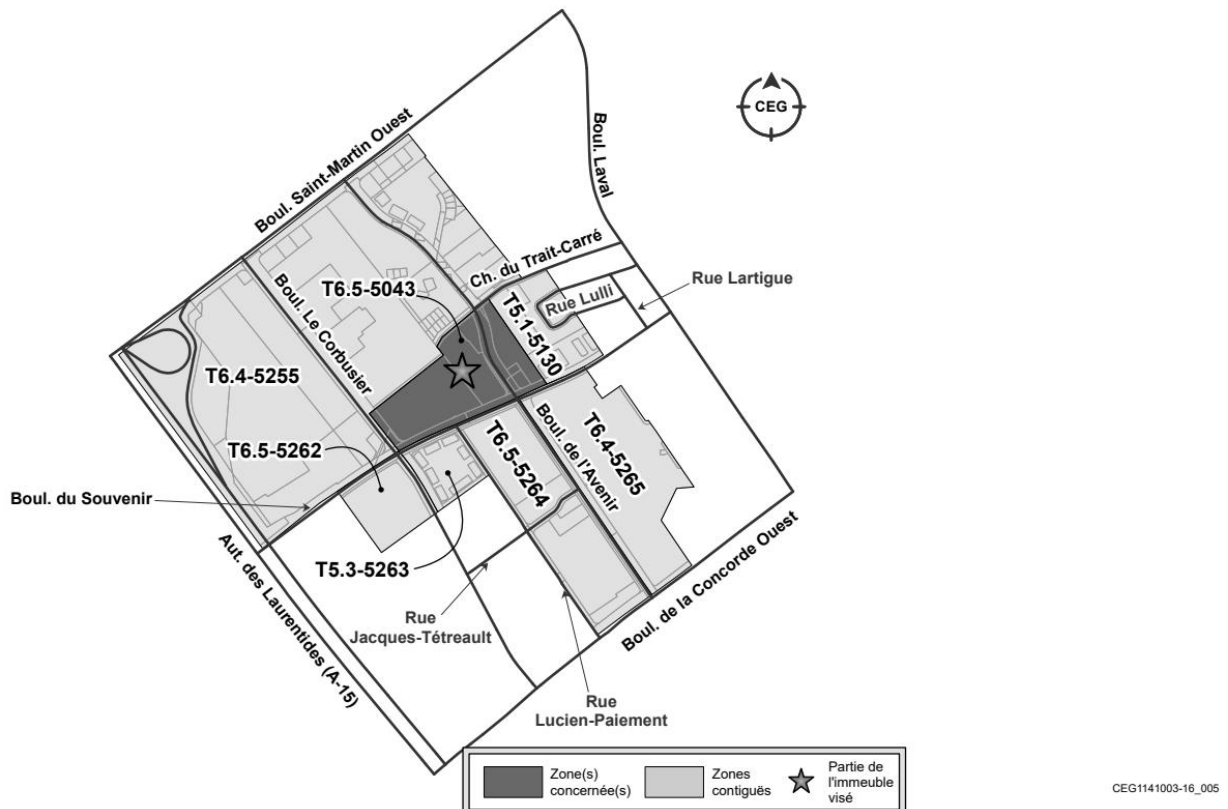 Boul. Saint-Martin Ouest
Boul. Laval
CEG
Ch. du Trait-Carré
Rue Lulli
Rue Lartigue
T6.5-5043
T5.1-5130
Boul. Le Corbusier
T6.4-5255
T6.5-5262
Boul. du Souvenir
T6.5-5264
Boul. de l'Avenir
T6.4-5265
T5.3-5263
Aut. des Laurentides (A-15)
Rue
Jacques-Tétreault
Boul. de la Concorde Ouest
Rue
Lucien-Paiement
Zone(s)
concernée(s)
Zones
contiguës
Partie de
l'immeuble
visé
CEG1141003-16_005